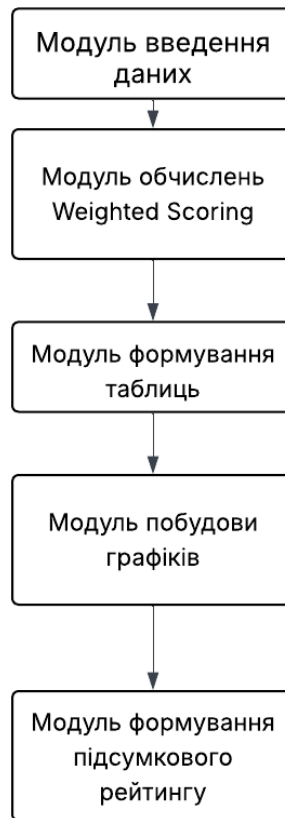 Модуль введення
даних
Модуль обчислень
Weighted Scoring
Модуль формування
таблиць
Модуль побудови
графіків
Модуль формування
підсумкового
рейтингу